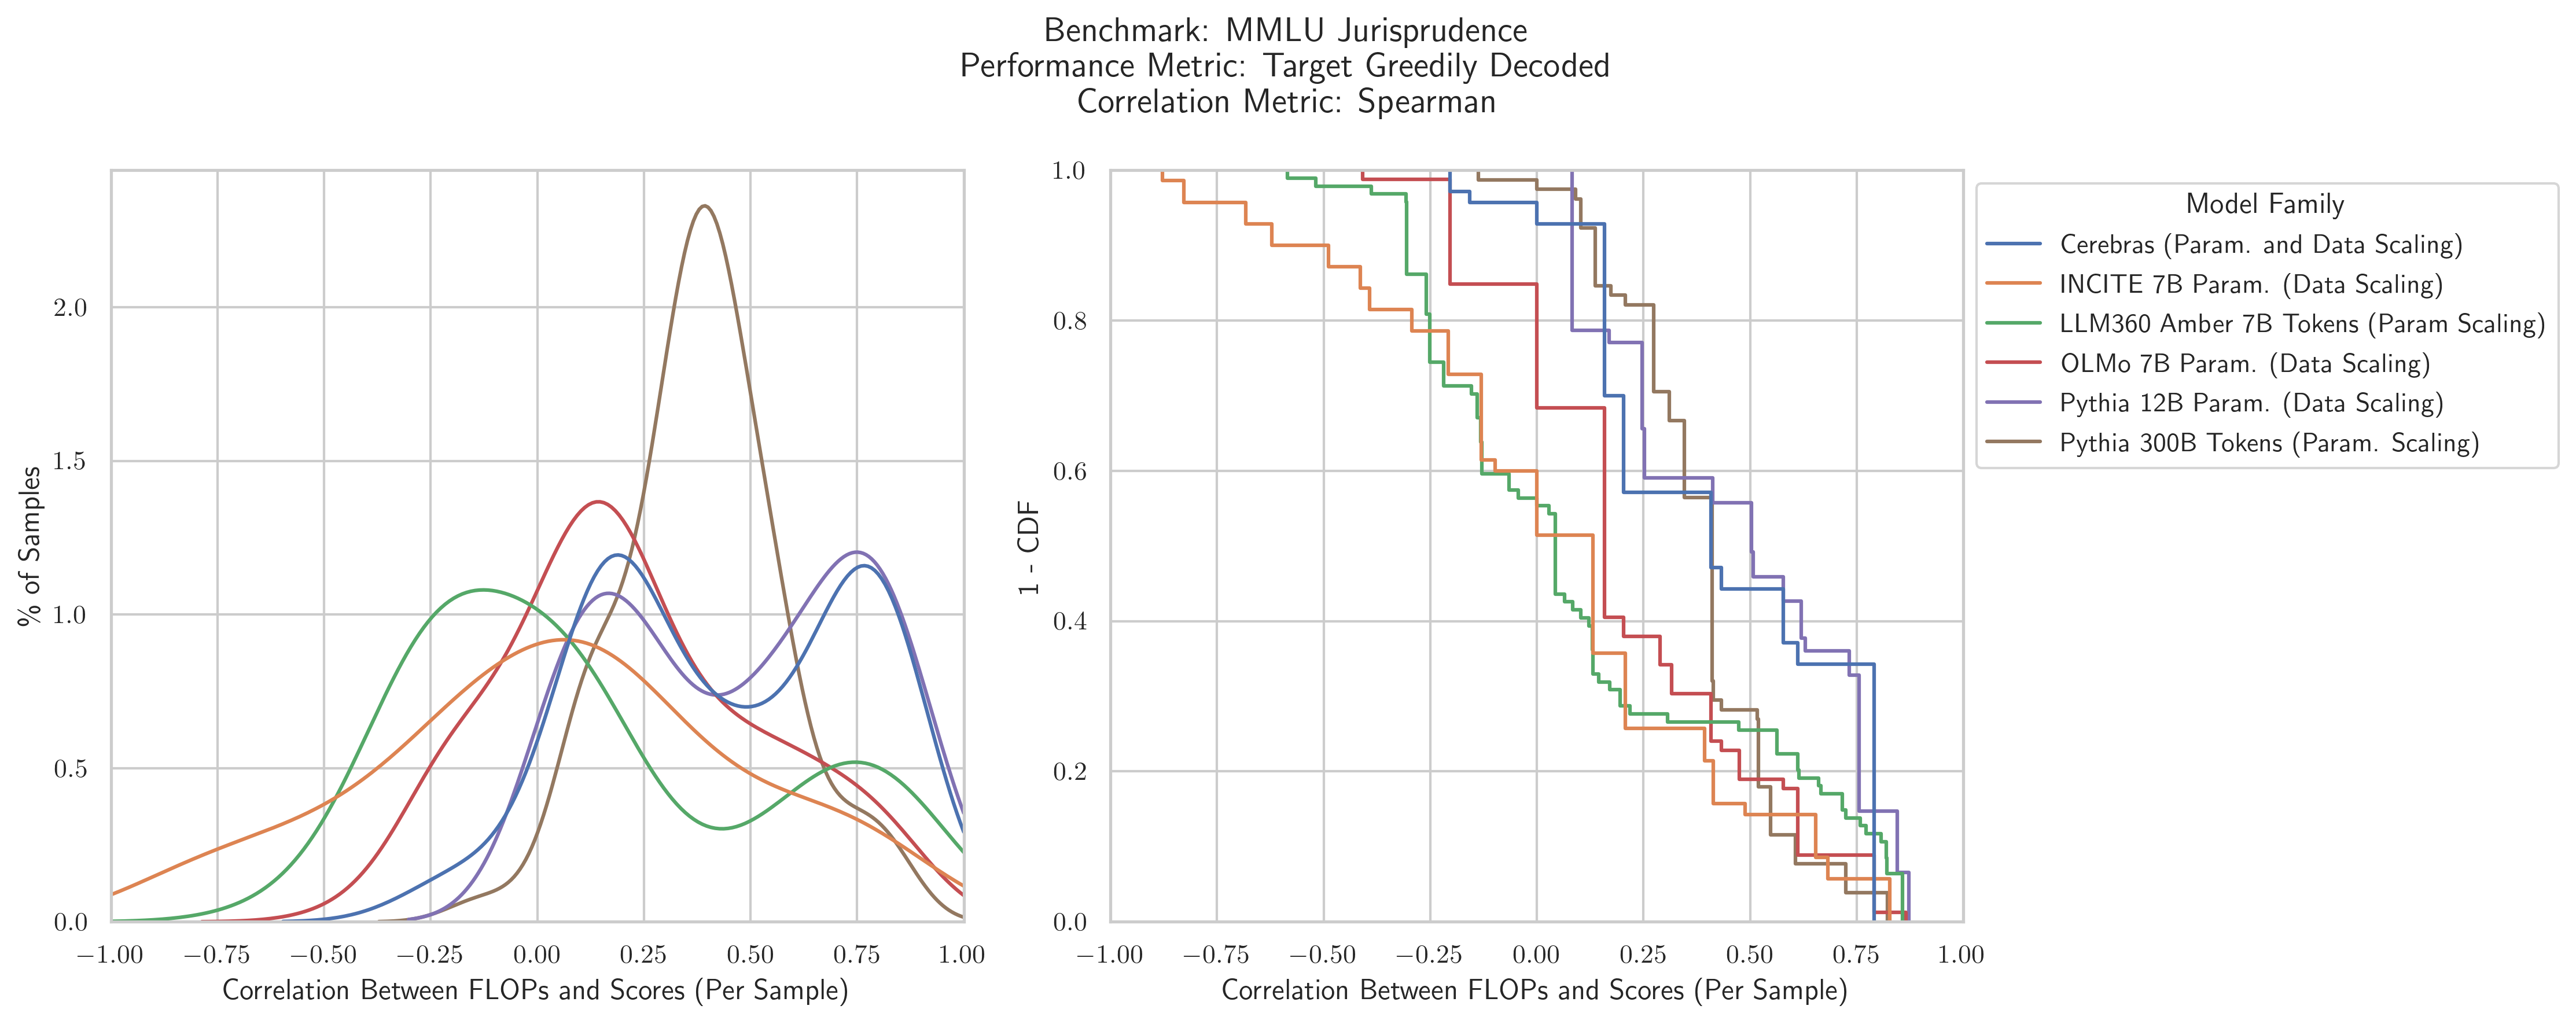 Benchmark: MMLU Jurisprudence
Performance Metric: Target Greedily Decoded
Correlation Metric: Spearman
% of Samples
2.0
1.5
1.0
0.5
0.0
−1.00 −0.75 −0.50 −0.25 0.00 0.25 0.50 0.75 1.00
Correlation Between FLOPs and Scores (Per Sample)
1 - CDF
1.0
0.8
0.6
0.4
0.2
0.0
−1.00 −0.75 −0.50 −0.25 0.00 0.25 0.50 0.75 1.00
Correlation Between FLOPs and Scores (Per Sample)
Model Family
Cerebras (Param. and Data Scaling)
INCITE 7B Param. (Data Scaling)
LLM360 Amber 7B Tokens (Param Scaling)
OLMo 7B Param. (Data Scaling)
Pythia 12B Param. (Data Scaling)
Pythia 300B Tokens (Param. Scaling)